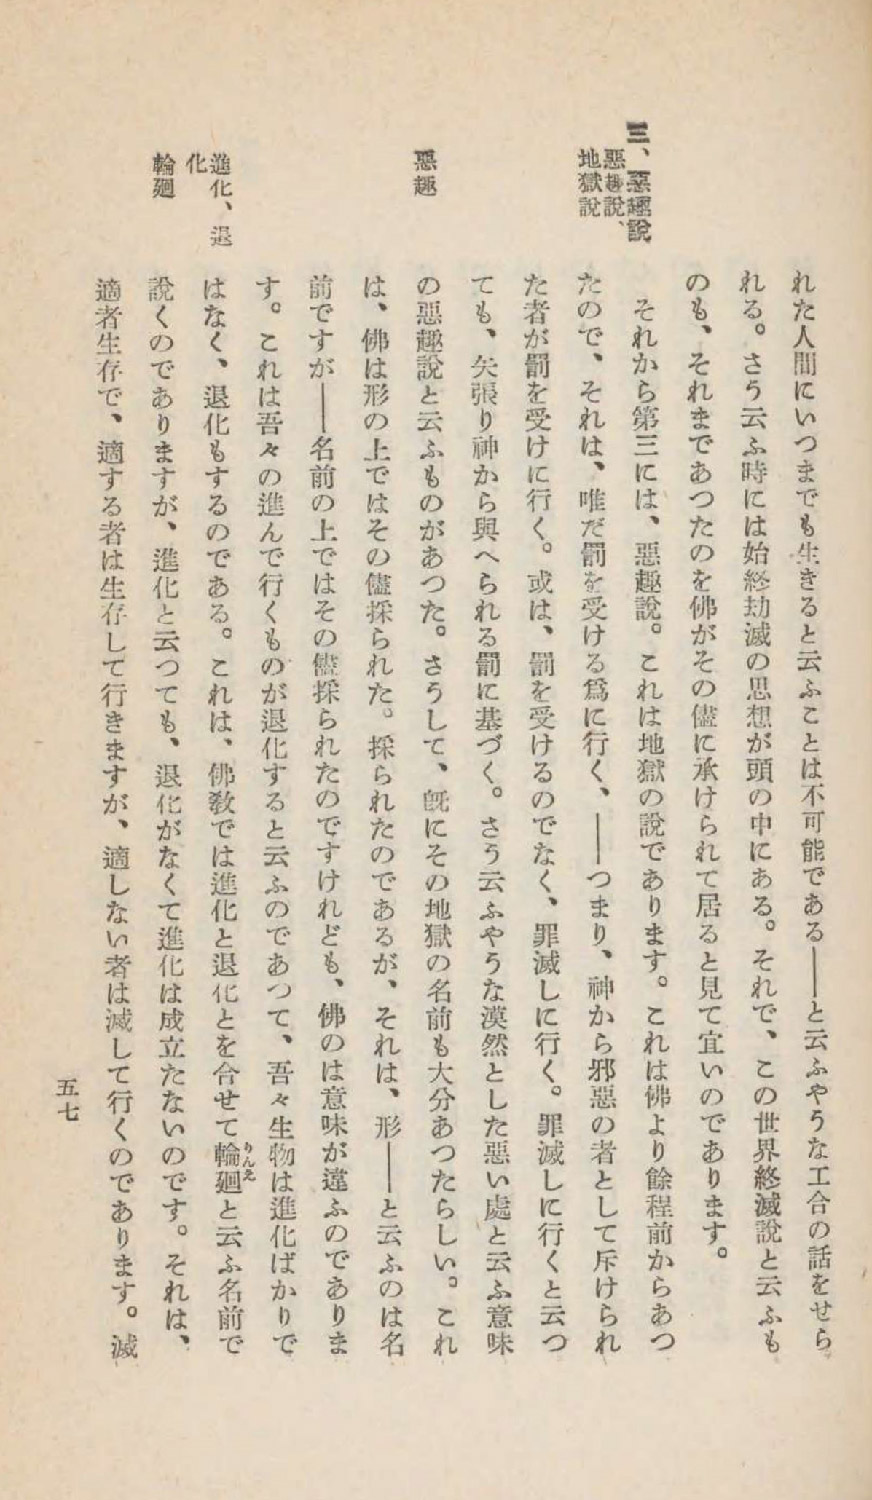 れた人間にいつまでも生きると云ふことは不可能である――と云ふやうな工合の話をせら
れる。さう云ふ時には始終劫滅の思想が頭の中にある。それで、この世界終滅說と云ふも
のも、それまであつたのを佛がその儘に承けられて居ると見て宜いのであります。
三、惡趣說
惡趣說、
地獄說
それから第三には、惡趣說。これは地獄の說であります。これは佛より餘程前からあつ
たので、それは、唯だ罰を受ける爲に行く、――つまり、神から邪惡の者として斥けられ
た者が罰を受けに行く。或は、罰を受けるのでなく、罪滅しに行く。罪滅しに行くと云つ
ても、矢張り神から與へられる罰に基づく。さう云ふやうな漠然とした惡い處と云ふ意味
惡趣
の惡趣說と云ふものがあつた。さうして、旣にその地獄の名前も大分あつたらしい。これ
は、佛は形の上ではその儘採られた。採られたのであるが、それは、形――と云ふのは名
前ですが――名前の上ではその儘採られたのですけれども、佛のは意味が違ふのでありま
す。これは吾々の進んで行くものが退化すると云ふのであつて、吾々生物は進化ばかりで
進化、退
化
はなく、退化もするのである。これは、佛敎では進化と退化とを合せて輪廻りんゑと云ふ名前で
輪廻
說くのでありますが、進化と云つても、退化がなくて進化は成立たないのです。それは、
適者生存で、適する者は生存して行きますが、適しない者は滅して行くのであります。滅
五七